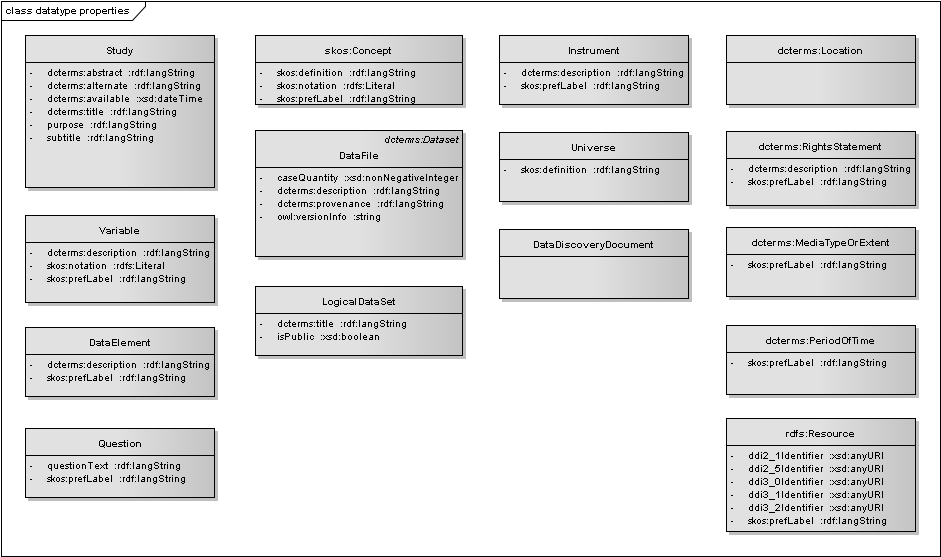 class datatype properties
Study
- dcterms:abstract :rdf:langString
- dcterms:alternate :rdf:langString
- dcterms:available :xsd:dateTime
- dcterms:title :rdf:langString
- purpose :rdf:langString
- subtitle :rdf:langString
Variable
- dcterms:description :rdf:langString
- skos:notation :rdfs:Literal
- skos:prefLabel :rdf:langString
DataElement
- dcterms:description :rdf:langString
- skos:prefLabel :rdf:langString
Question
- questionText :rdf:langString
- skos:prefLabel :rdf:langString
skos:Concept
- skos:definition :rdf:langString
- skos:notation :rdfs:Literal
- skos:prefLabel :rdf:langString
dcterms:Dataset
DataFile
- caseQuantity :xsd:nonNegativeInteger
- dcterms:description :rdf:langString
- dcterms:provenance :rdf:langString
- owl:versionInfo :string
LogicalDataSet
- dcterms:title :rdf:langString
- isPublic :xsd:boolean
Instrument
- dcterms:description :rdf:langString
- skos:prefLabel :rdf:langString
Universe
- skos:definition :rdf:langString
DataDiscoveryDocument
dcterms:Location
dcterms:RightsStatement
- dcterms:description :rdf:langString
- skos:prefLabel :rdf:langString
dcterms:MediaTypeOrExtent
- skos:prefLabel :rdf:langString
dcterms:PeriodOfTime
- skos:prefLabel :rdf:langString
rdfs:Resource
- ddi2_1Identifier :xsd:anyURI
- ddi2_5Identifier :xsd:anyURI
- ddi3_0Identifier :xsd:anyURI
- ddi3_1Identifier :xsd:anyURI
- ddi3_2Identifier :xsd:anyURI
- skos:prefLabel :rdf:langString